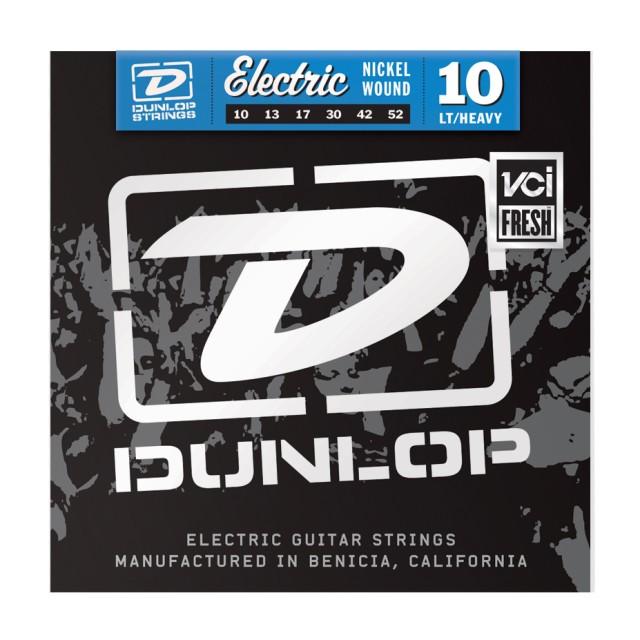 DUNLOP
STRINGS
Electric
NICKEL
WOUND
10 13 17 30 42 52
10
LT/HEAVY
VCi
FRESH
D
DUNLOP
ELECTRIC GUITAR STRINGS
MANUFACTURED IN BENICIA, CALIFORNIA